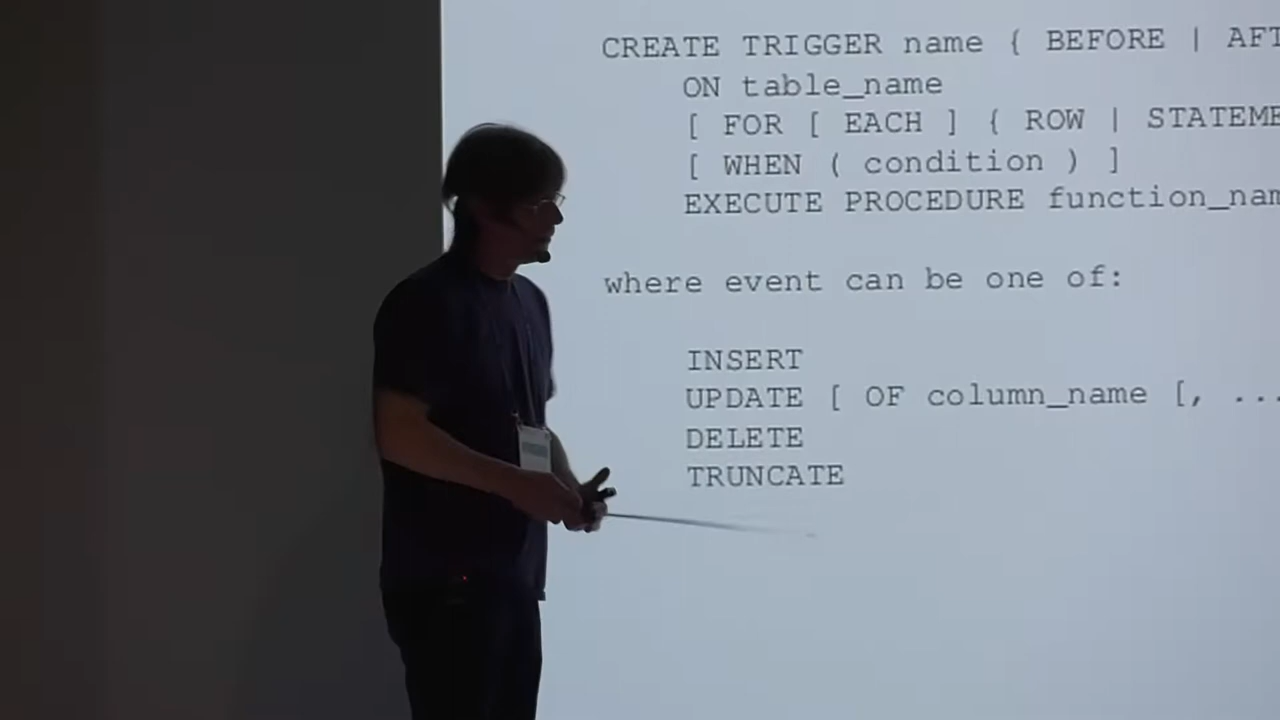 CREATE TRIGGER name { BEFORE | AFT
ON table_name
[ FOR [ EACH ] { ROW | STATEME
[ WHEN ( condition ) ]
EXECUTE PROCEDURE function_nam
where event can be one of:
INSERT
UPDATE [ OF column_name [, ...
DELETE
TRUNCATE